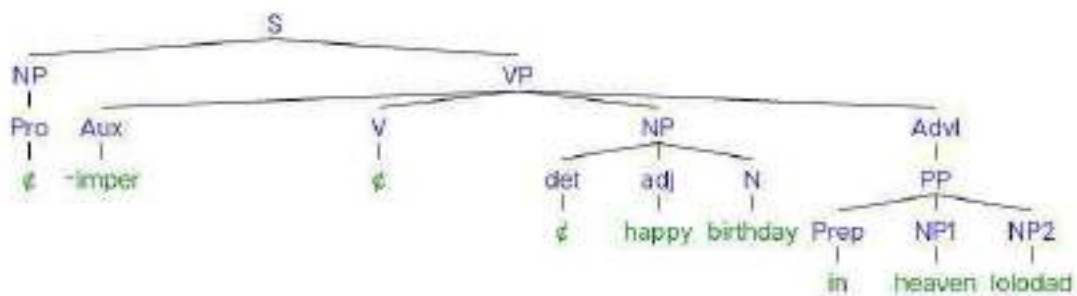 S
NP VP
Pro Aux V NP Advl
¢ -imper ¢ det adj N PP
¢ happy birthday Prep NP1 NP2
in heaven lolodad